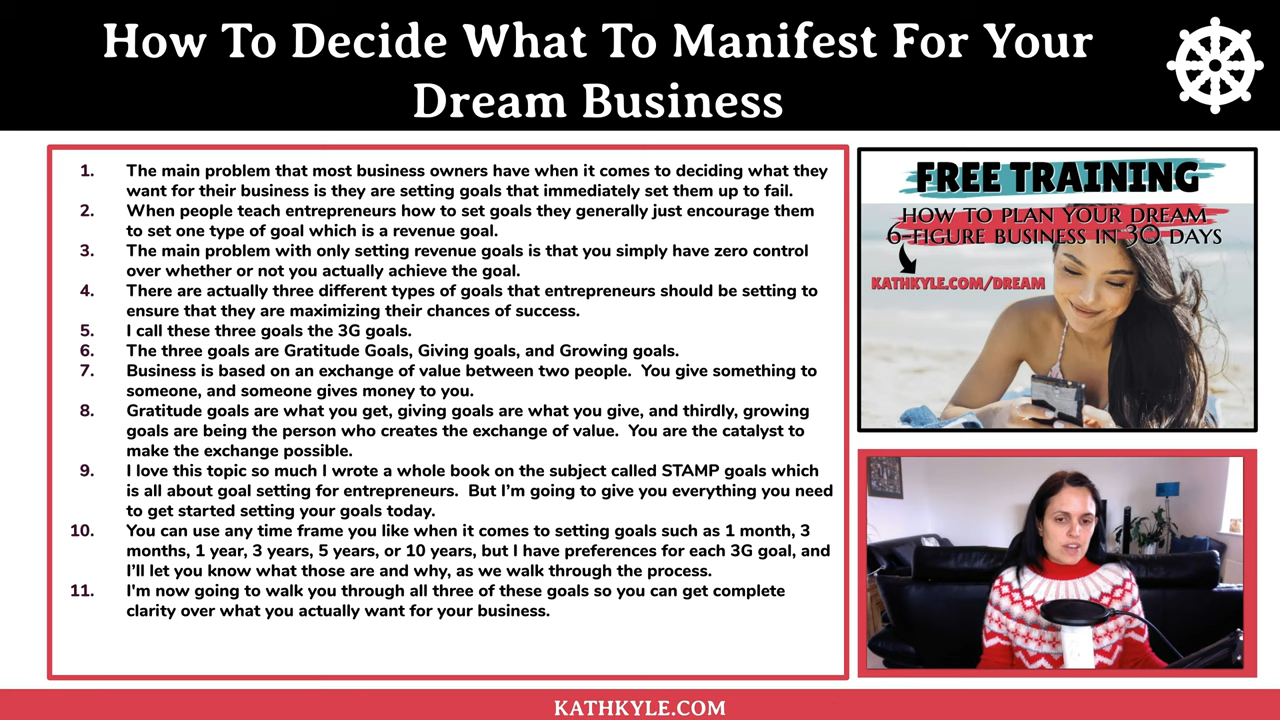 How To Decide What To Manifest For Your
Dream Business
1. The main problem that most business owners have when it comes to deciding what they
want for their business is they are setting goals that immediately set them up to fail.
2. When people teach entrepreneurs how to set goals they generally just encourage them
to set one type of goal which is a revenue goal.
3. The main problem with only setting revenue goals is that you simply have zero control
over whether or not you actually achieve the goal.
4. There are actually three different types of goals that entrepreneurs should be setting to
ensure that they are maximizing their chances of success.
5. I call these three goals the 3G goals.
6. The three goals are Gratitude Goals, Giving goals, and Growing goals.
7. Business is based on an exchange of value between two people.  You give something to
someone, and someone gives money to you.
8. Gratitude goals are what you get, giving goals are what you give, and thirdly, growing
goals are being the person who creates the exchange of value.  You are the catalyst to
make the exchange possible.
9. I love this topic so much I wrote a whole book on the subject called STAMP goals which
is all about goal setting for entrepreneurs.  But I’m going to give you everything you need
to get started setting your goals today.
10. You can use any time frame you like when it comes to setting goals such as 1 month, 3
months, 1 year, 3 years, 5 years, or 10 years, but I have preferences for each 3G goal, and
I’ll let you know what those are and why, as we walk through the process.
11. I'm now going to walk you through all three of these goals so you can get complete
clarity over what you actually want for your business.
FREE TRAINING
HOW TO PLAN YOUR DREAM
6-FIGURE BUSINESS IN 30 DAYS
KATHKYLE.COM/DREAM
KATHKYLE.COM